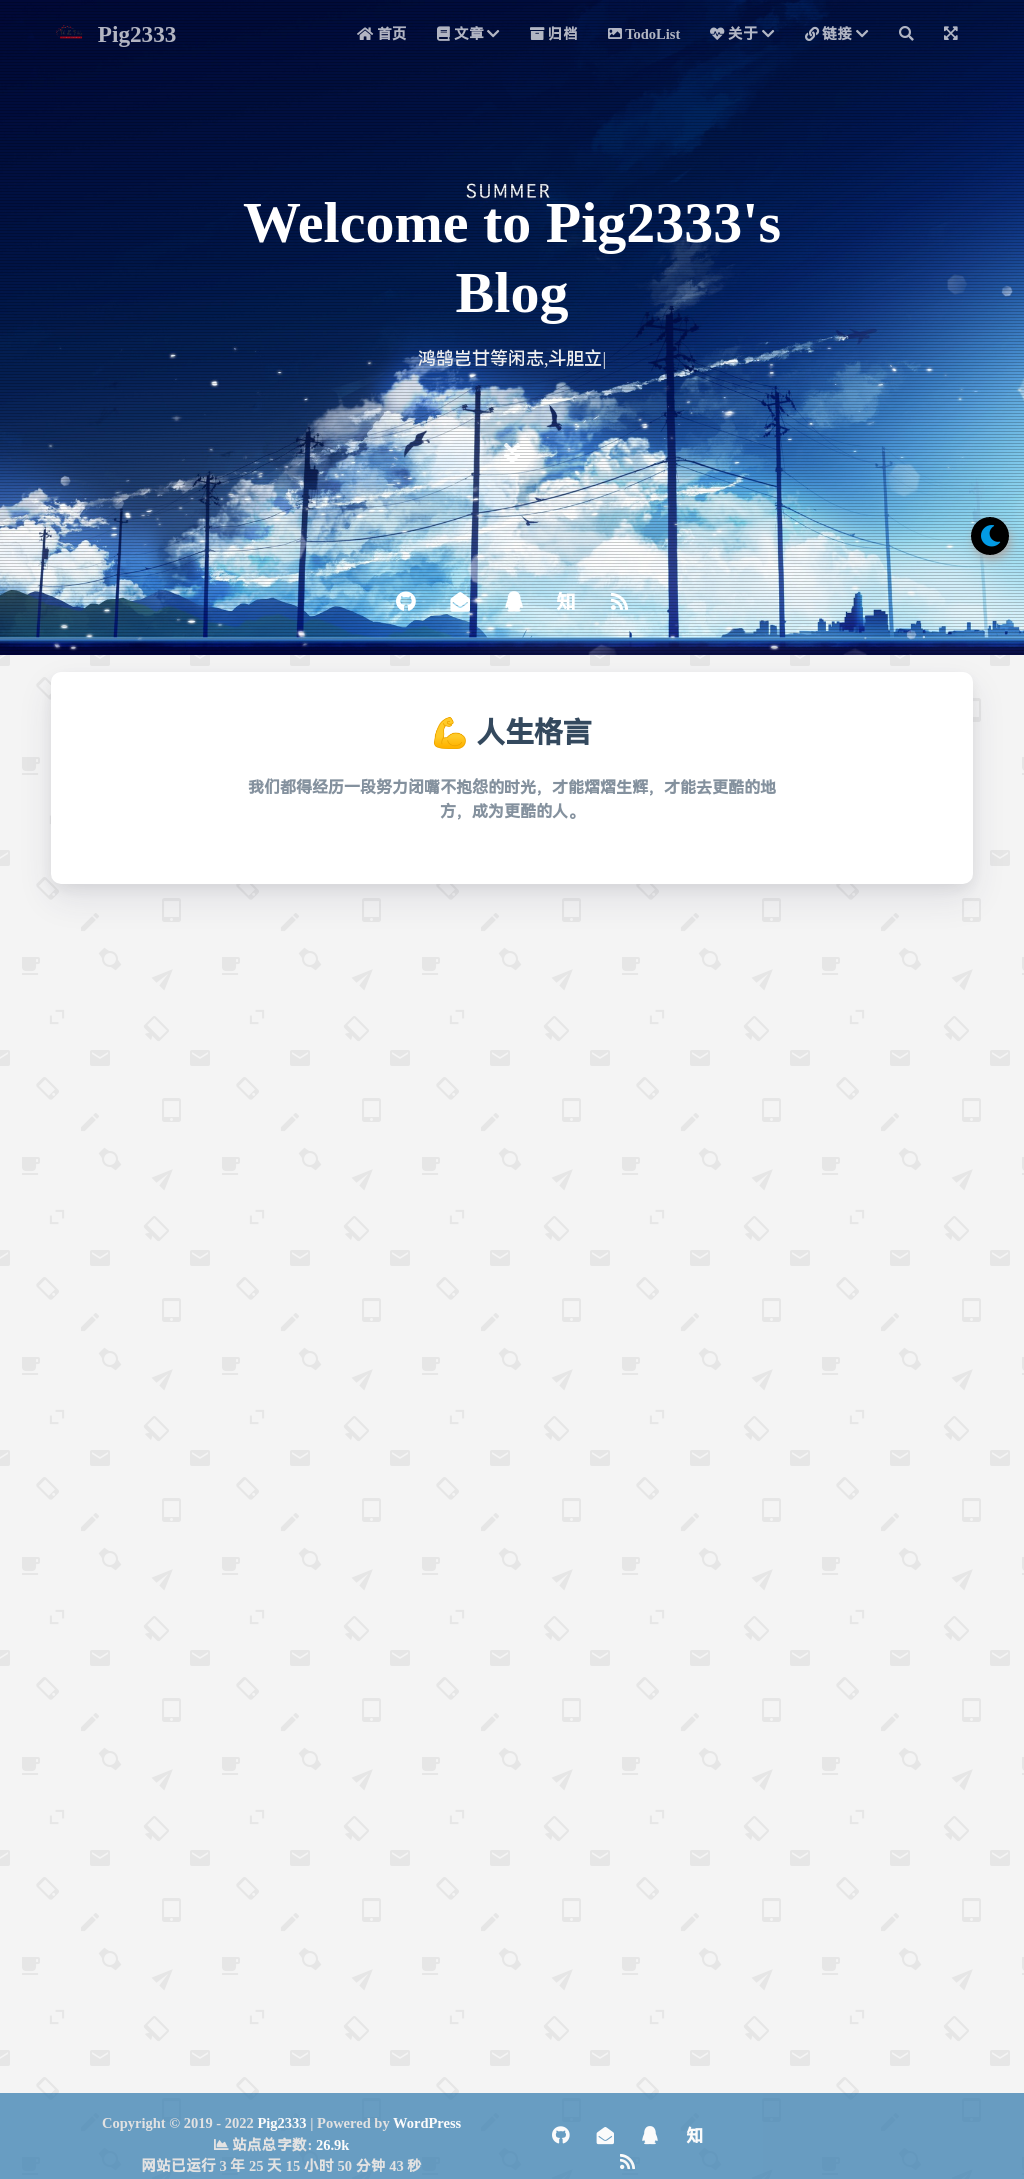 Pig2333
首页
文章
归档
TodoList
关于
链接
SUMMER
Welcome to Pig2333's
Blog
鸿鹄岂甘等闲志,斗胆立|
知
💪 人生格言
我们都得经历一段努力闭嘴不抱怨的时光，才能熠熠生辉，才能去更酷的地
方，成为更酷的人。
Copyright © 2019 - 2022 Pig2333 | Powered by WordPress
站点总字数: 26.9k
网站已运行 3 年 25 天 15 小时 50 分钟 43 秒
知